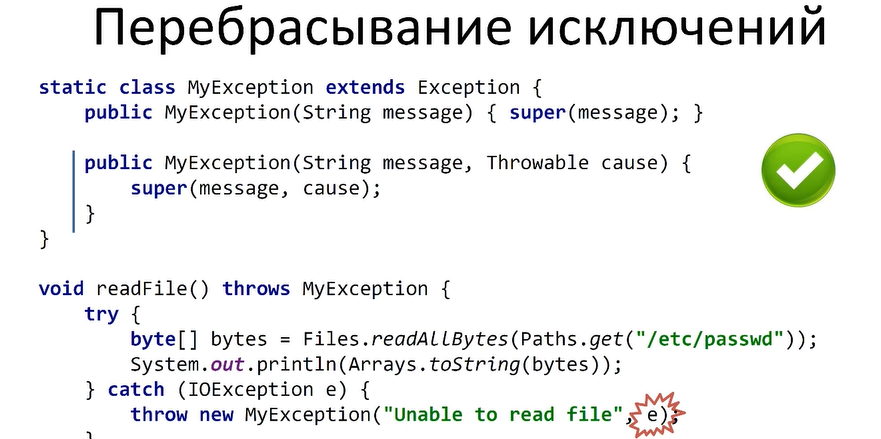 Перебрасывание исключений
static class MyException extends Exception {
public MyException(String message) { super(message); }
public MyException(String message, Throwable cause) {
super(message, cause);
}
}
void readFile() throws MyException {
try {
byte[] bytes = Files.readAllBytes(Paths.get("/etc/passwd"));
System.out.println(Arrays.toString(bytes));
} catch (IOException e) {
throw new MyException("Unable to read file", e);
}